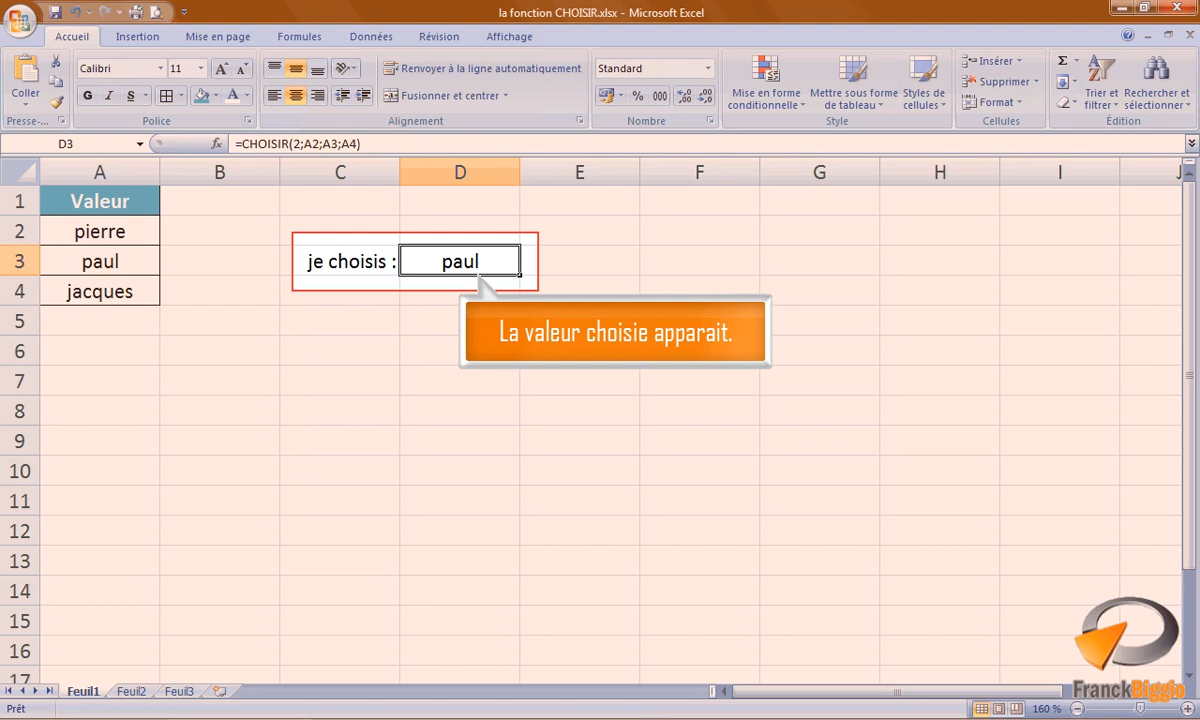 la fonction CHOISIR.xlsx - Microsoft Excel
Accueil Insertion Mise en page Formules Données Révision Affichage
Coller
Calibri 11
G I S
Renvoyer à la ligne automatiquement
Fusionner et centrer
Standard
% 000
Mise en forme conditionnelle
Mettre sous forme de tableau
Styles de cellules
Insérer
Supprimer
Format
Trier et filtrer
Rechercher et sélectionner
Presse-... Police Alignement Nombre Style Cellules Édition
D3 fx =CHOISIR(2;A2;A3;A4)
A B C D E F G H I J
1 Valeur
2 pierre
3 paul je choisis : paul
4 jacques
La valeur choisie apparait.
5
6
7
8
9
10
11
12
13
14
15
16
17
FranckBiggio
Feuil1 Feuil2 Feuil3
Prêt 160 %